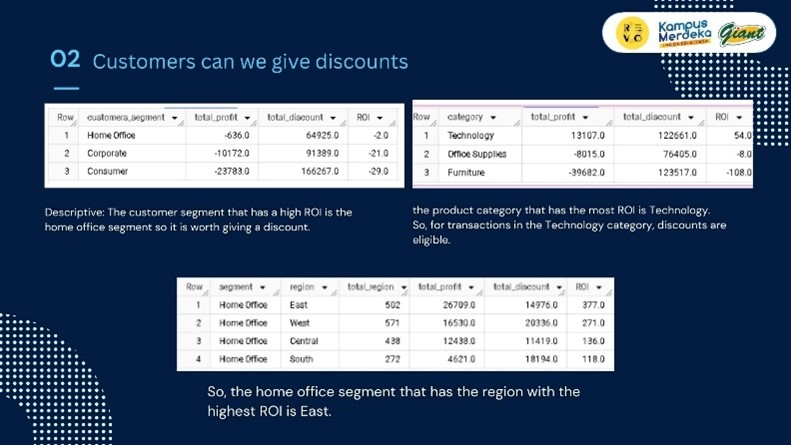 REVO
Kampus
Merdeka
INDONESIA JAYA
Giant
02 Customers can we give discounts
Row customers_segment total_profit total_discount ROI
1 Home Office -636.0 64925.0 -2.0
2 Corporate -10172.0 91389.0 -21.0
3 Consumer -23783.0 166267.0 -29.0
Row category total_profit total_discount ROI
1 Technology 13107.0 122661.0 54.0
2 Office Supplies -8015.0 76405.0 -8.0
3 Furniture -39682.0 123517.0 -108.0
Descriptive: The customer segment that has a high ROI is the
home office segment so it is worth giving a discount.
the product category that has the most ROI is Technology.
So, for transactions in the Technology category, discounts are
eligible.
Row segment region total_region total_profit total_discount ROI
1 Home Office East 502 26709.0 14976.0 377.0
2 Home Office West 571 16530.0 20336.0 271.0
3 Home Office Central 438 12438.0 11419.0 136.0
4 Home Office South 272 4621.0 18194.0 118.0
So, the home office segment that has the region with the
highest ROI is East.